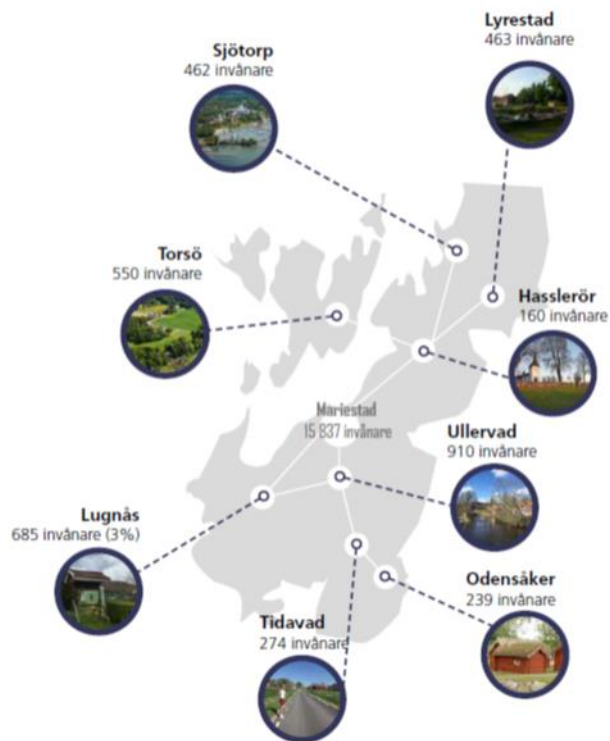 Lyrestad
463 invånare
Sjötorp
462 invånare
Torsö
550 invånare
Hasslerör
160 invånare
Mariestad
15 837 invånare
Ullervad
910 invånare
Lugnås
685 invånare (3%)
Odensåker
239 invånare
Tidavad
274 invånare